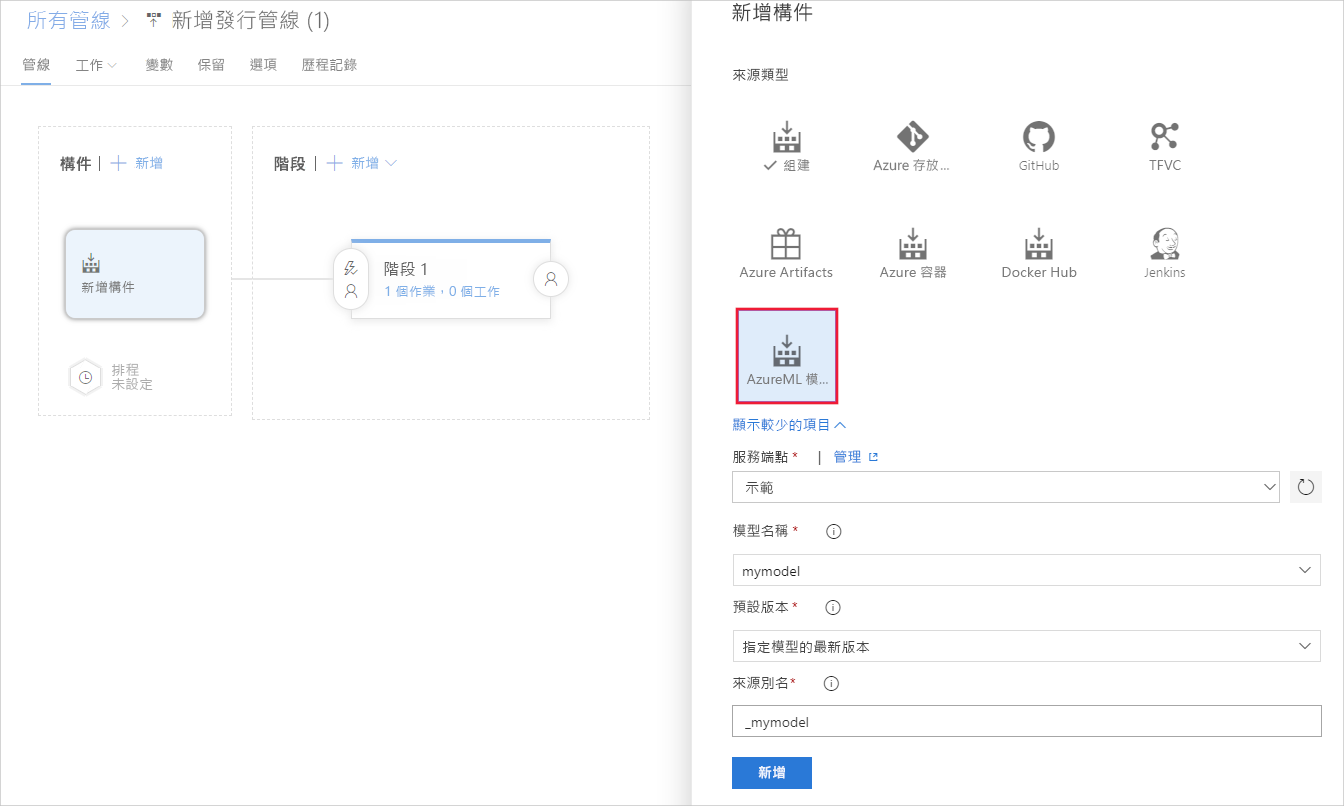 所有管線 > 新增發行管線 (1)
管線 工作 變數 保留 選項 歷程記錄
構件 | 新增
階段 | 新增
新增構件
階段 1
1 個作業，0 個工作
排程
未設定
新增構件
來源類型
組建
Azure 存放...
GitHub
TFVC
Azure Artifacts
Azure 容器
Docker Hub
Jenkins
AzureML 模...
顯示較少的項目
服務端點 * | 管理
示範
模型名稱 *
mymodel
預設版本 *
指定模型的最新版本
來源別名 *
_mymodel
新增